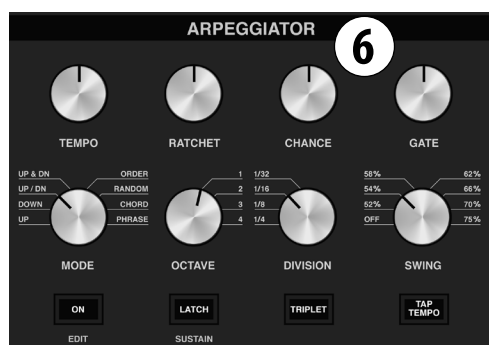 ARPEGGIATOR
6
TEMPO RATCHET CHANCE GATE
UP & DN ORDER 1 1/32 58% 62%
UP / DN RANDOM 2 1/16 54% 66%
DOWN CHORD 3 1/8 52% 70%
UP PHRASE 4 1/4 OFF 75%
MODE OCTAVE DIVISION SWING
ON LATCH TRIPLET TAP
TEMPO
EDIT SUSTAIN